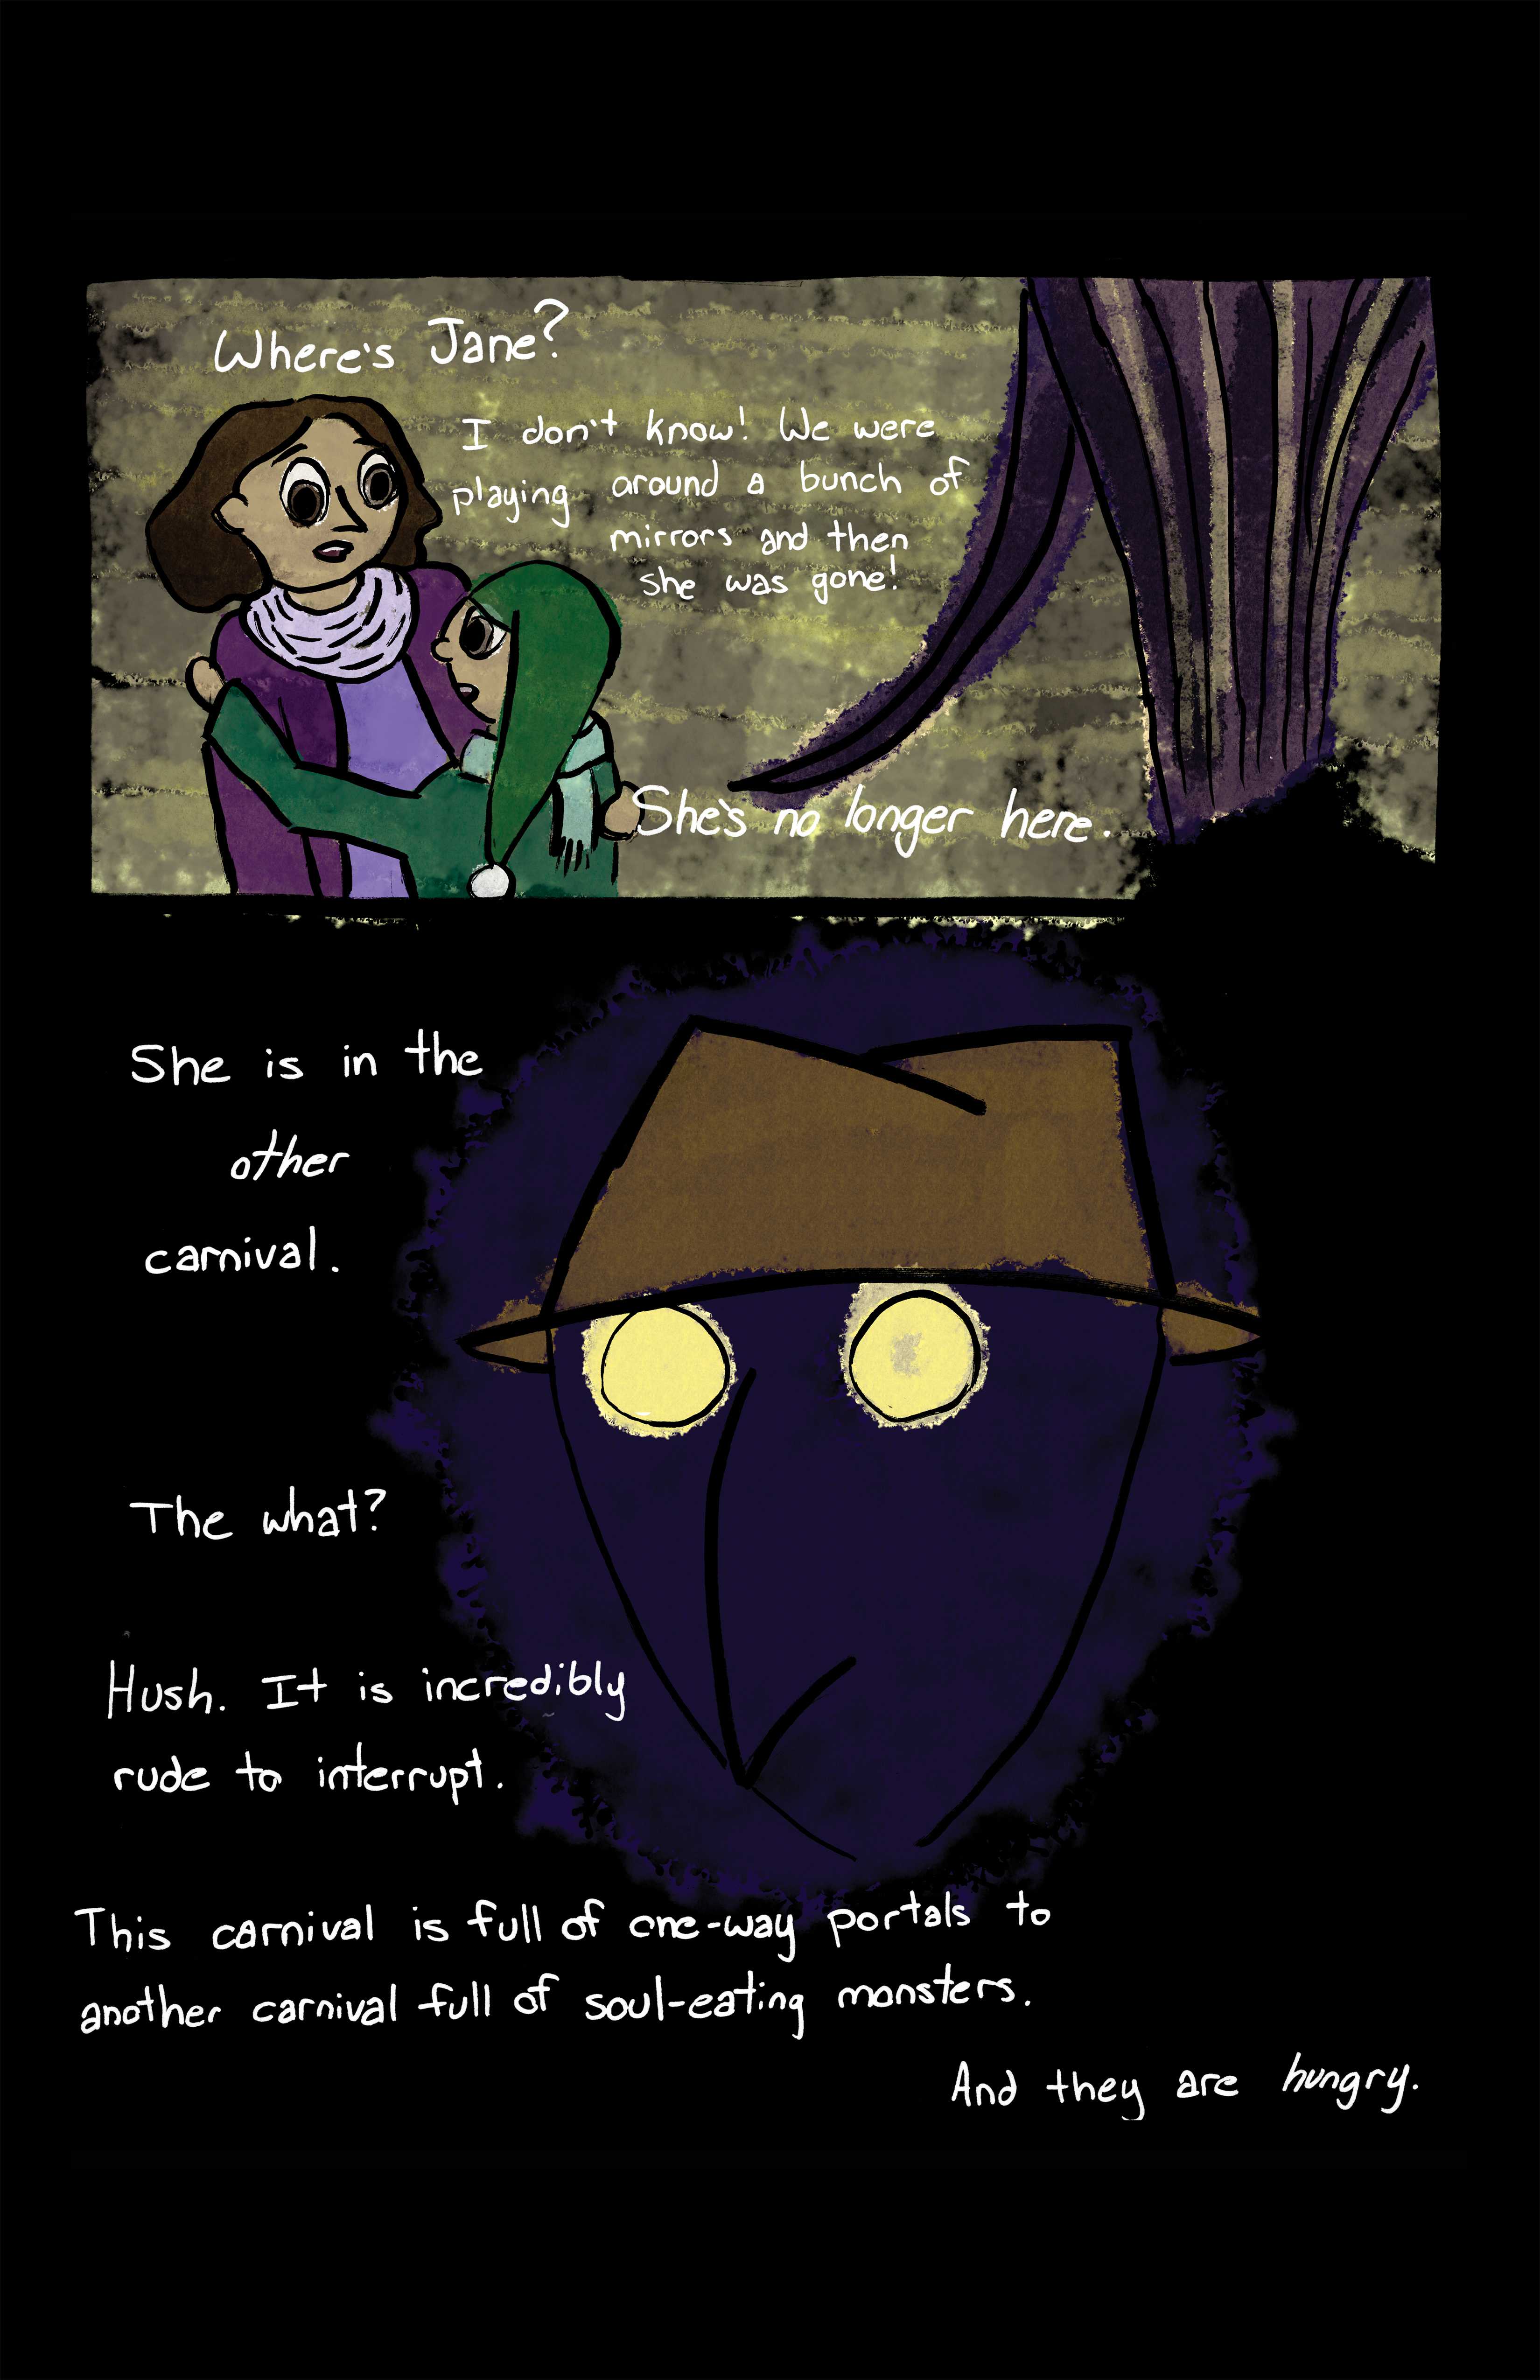 Where's Jane?
I don't know! We were
playing around a bunch of
mirrors and then
she was gone!
She's no longer here.
She is in the
other
carnival.
The what?
Hush. It is incredibly
rude to interrupt.
This carnival is full of one-way portals to
another carnival full of soul-eating monsters.
And they are hungry.